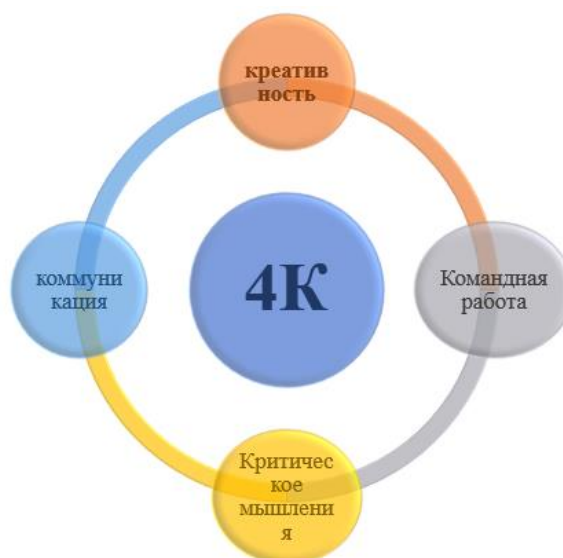 креатив
ность
коммуни
кация
4К
Командная
работа
Критичес
кое
мышлени
я